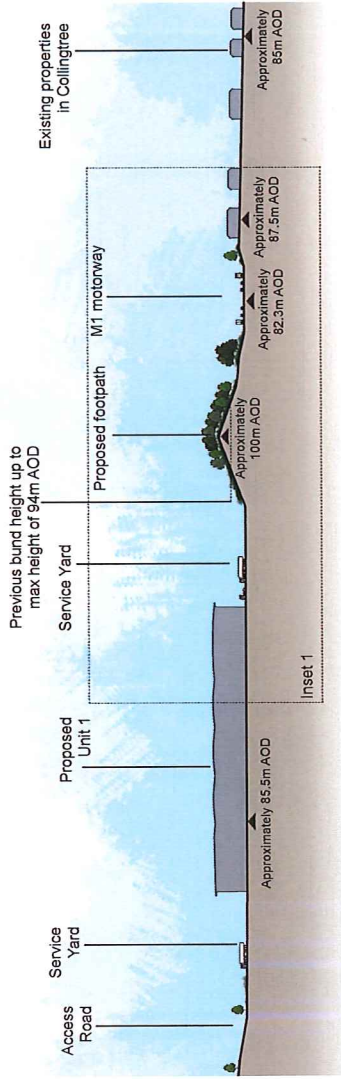 Access
Road
Service
Yard
Proposed
Unit 1
Service Yard
Previous bund height up to
max height of 94m AOD
Proposed footpath
M1 motorway
Existing properties
in Collingtree
Approximately 85.5m AOD
Inset 1
Approximately
100m AOD
Approximately
82.3m AOD
Approximately
87.5m AOD
Approximately
85m AOD